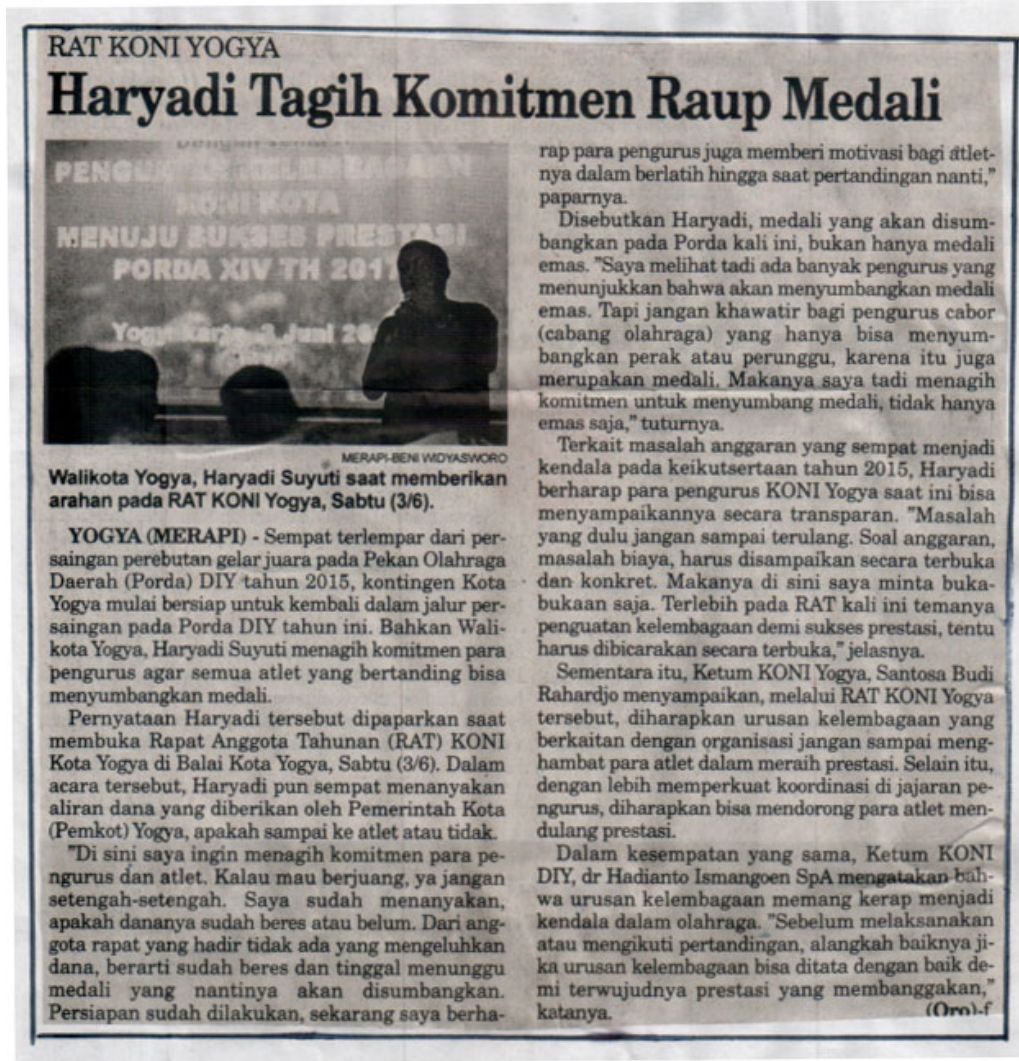 RAT KONI YOGYA
Haryadi Tagih Komitmen Raup Medali
KONI KOTA
MENUJU SUKSES PRESTASI
PORDA XIV TH 2017
MERAPI-BENI WIDYASWORO
Walikota Yogya, Haryadi Suyuti saat memberikan
arahan pada RAT KONI Yogya, Sabtu (3/6).
YOGYA (MERAPI) - Sempat terlempar dari per-
saingan perebutan gelar juara pada Pekan Olahraga
Daerah (Porda) DIY tahun 2015, kontingen Kota
Yogya mulai bersiap untuk kembali dalam jalur per-
saingan pada Porda DIY tahun ini. Bahkan Wali-
kota Yogya, Haryadi Suyuti menagih komitmen para
pengurus agar semua atlet yang bertanding bisa
menyumbangkan medali.
Pernyataan Haryadi tersebut dipaparkan saat
membuka Rapat Anggota Tahunan (RAT) KONI
Kota Yogya di Balai Kota Yogya, Sabtu (3/6). Dalam
acara tersebut, Haryadi pun sempat menanyakan
aliran dana yang diberikan oleh Pemerintah Kota
(Pemkot) Yogya, apakah sampai ke atlet atau tidak.
"Di sini saya ingin menagih komitmen para pe-
ngurus dan atlet. Kalau mau berjuang, ya jangan
setengah-setengah. Saya sudah menanyakan,
apakah dananya sudah beres atau belum. Dari ang-
gota rapat yang hadir tidak ada yang mengeluhkan
dana, berarti sudah beres dan tinggal menunggu
medali yang nantinya akan disumbangkan.
Persiapan sudah dilakukan, sekarang saya berha-
rap para pengurus juga memberi motivasi bagi atlet-
nya dalam berlatih hingga saat pertandingan nanti,"
paparnya.
Disebutkan Haryadi, medali yang akan disum-
bangkan pada Porda kali ini, bukan hanya medali
emas. "Saya melihat tadi ada banyak pengurus yang
menunjukkan bahwa akan menyumbangkan medali
emas. Tapi jangan khawatir bagi pengurus cabor
(cabang olahraga) yang hanya bisa menyum-
bangkan perak atau perunggu, karena itu juga
merupakan medali. Makanya saya tadi menagih
komitmen untuk menyumbang medali, tidak hanya
emas saja," tuturnya.
Terkait masalah anggaran yang sempat menjadi
kendala pada keikutsertaan tahun 2015, Haryadi
berharap para pengurus KONI Yogya saat ini bisa
menyampaikannya secara transparan. "Masalah
yang dulu jangan sampai terulang. Soal anggaran,
masalah biaya, harus disampaikan secara terbuka
dan konkret. Makanya di sini saya minta buka-
bukaan saja. Terlebih pada RAT kali ini temanya
penguatan kelembagaan demi sukses prestasi, tentu
harus dibicarakan secara terbuka," jelasnya.
Sementara itu, Ketum KONI Yogya, Santosa Budi
Rahardjo menyampaikan, melalui RAT KONI Yogya
tersebut, diharapkan urusan kelembagaan yang
berkaitan dengan organisasi jangan sampai meng-
hambat para atlet dalam meraih prestasi. Selain itu,
dengan lebih memperkuat koordinasi di jajaran pe-
ngurus, diharapkan bisa mendorong para atlet men-
dulang prestasi.
Dalam kesempatan yang sama, Ketum KONI
DIY, dr Hadianto Ismangoen SpA mengatakan bah-
wa urusan kelembagaan memang kerap menjadi
kendala dalam olahraga. "Sebelum melaksanakan
atau mengikuti pertandingan, alangkah baiknya ji-
ka urusan kelembagaan bisa ditata dengan baik de-
mi terwujudnya prestasi yang membanggakan,"
katanya. (Oro)-f